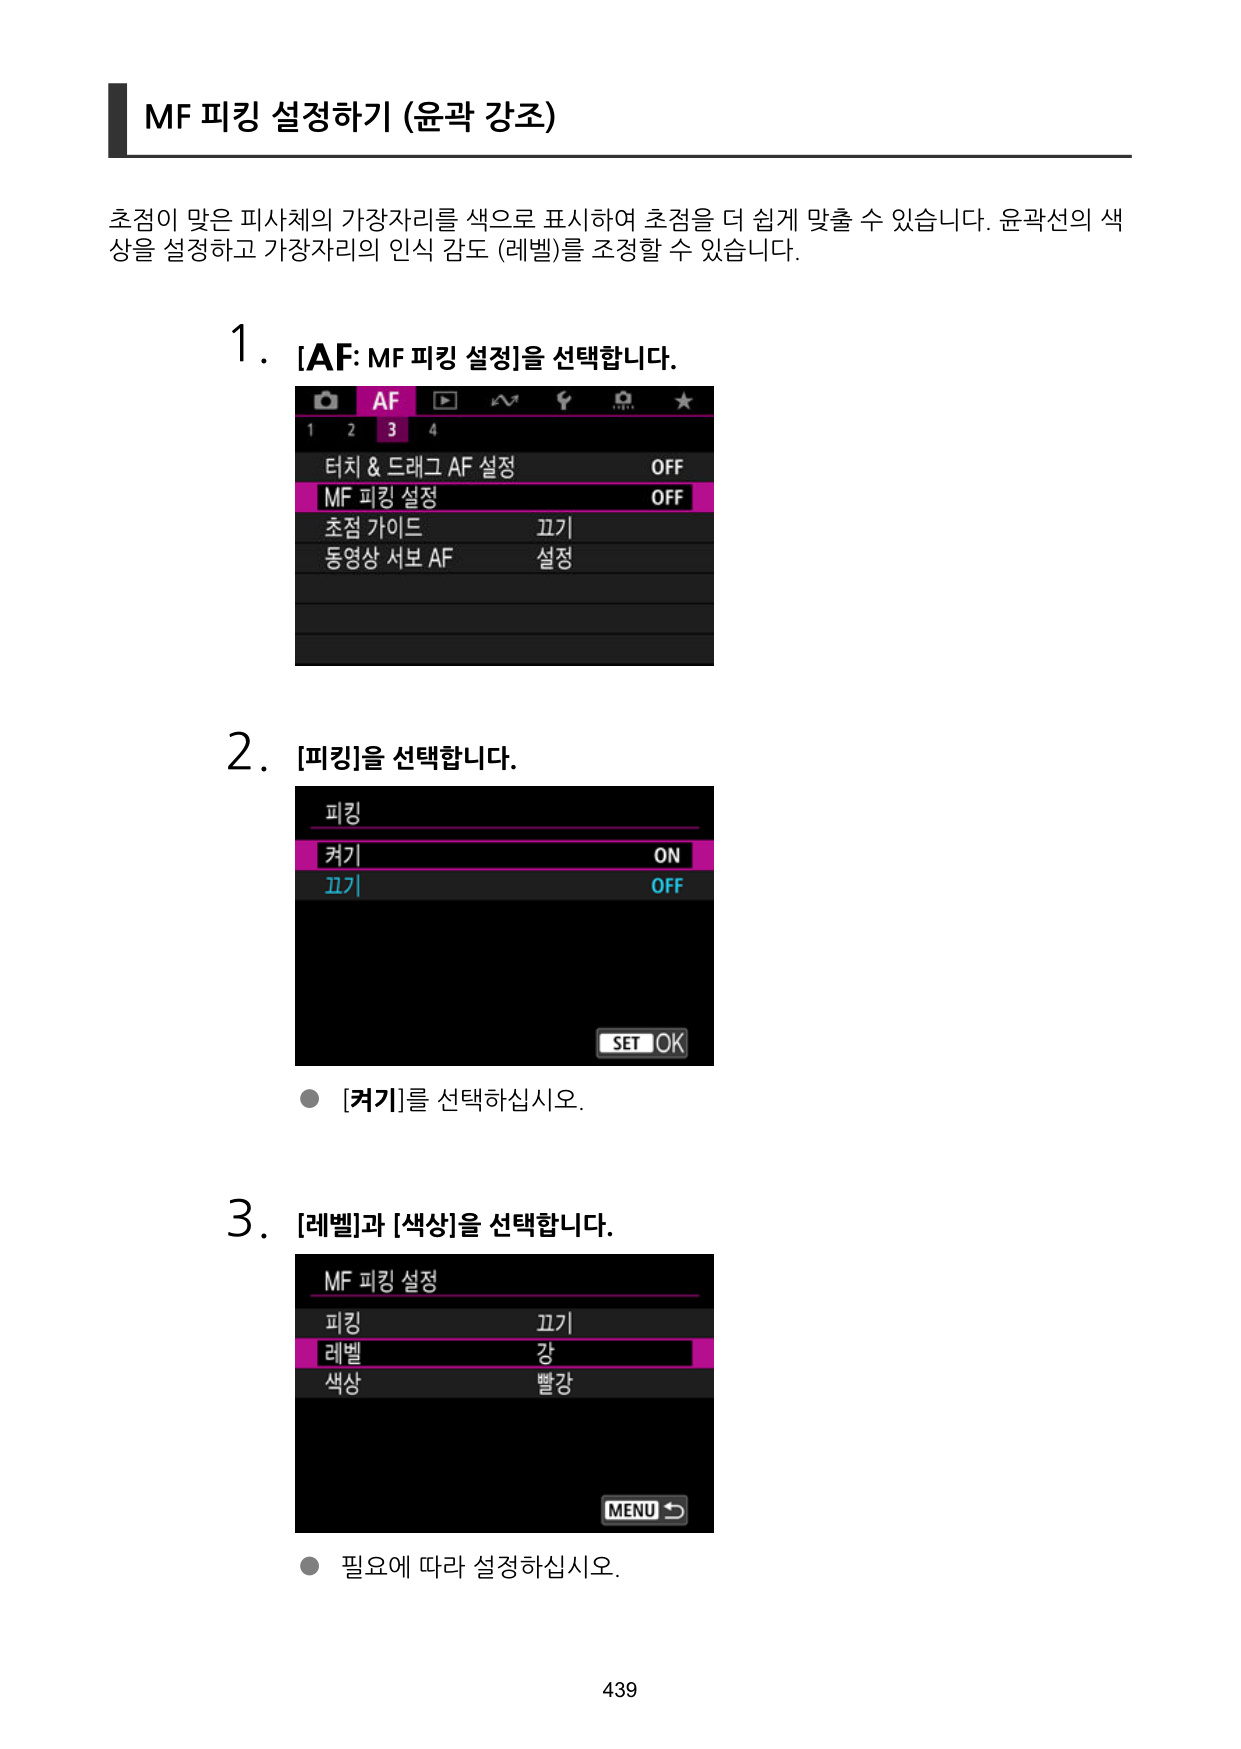 MF 피킹 설정하기 (윤곽 강조)
초점이 맞은 피사체의 가장자리를 색으로 표시하여 초점을 더 쉽게 맞출 수 있습니다. 윤곽선의 색
상을 설정하고 가장자리의 인식 감도 (레벨)를 조정할 수 있습니다.
1. [AF: MF 피킹 설정]을 선택합니다.
AF
1 2 3 4
터치 & 드래그 AF 설정 OFF
MF 피킹 설정 OFF
초점 가이드 끄기
동영상 서보 AF 설정
2. [피킹]을 선택합니다.
피킹
켜기 ON
끄기 OFF
SET OK
● [켜기]를 선택하십시오.
3. [레벨]과 [색상]을 선택합니다.
MF 피킹 설정
피킹 끄기
레벨 강
색상 빨강
MENU
● 필요에 따라 설정하십시오.
439